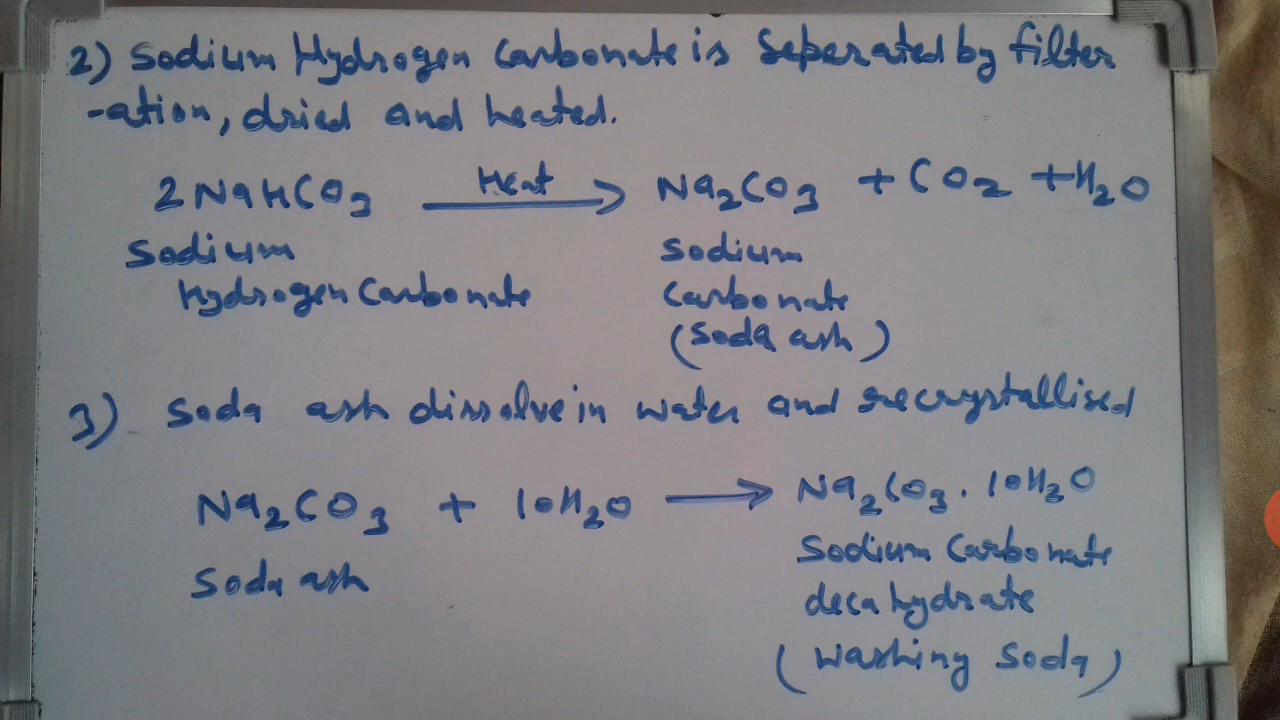 2) Sodium Hydrogen Carbonate is Seperated by filter
-ation, dried and heated.
2NaHCO₃ —Heat→ Na₂CO₃ + CO₂ + H₂O
Sodium Hydrogen Carbonate
Sodium Carbonate (Soda ash)
3) Soda ash dissolve in water and recrystallised
Na₂CO₃ + 10H₂O → Na₂CO₃. 10H₂O
Soda ash
Sodium Carbonate
decahydrate
(Washing Soda)